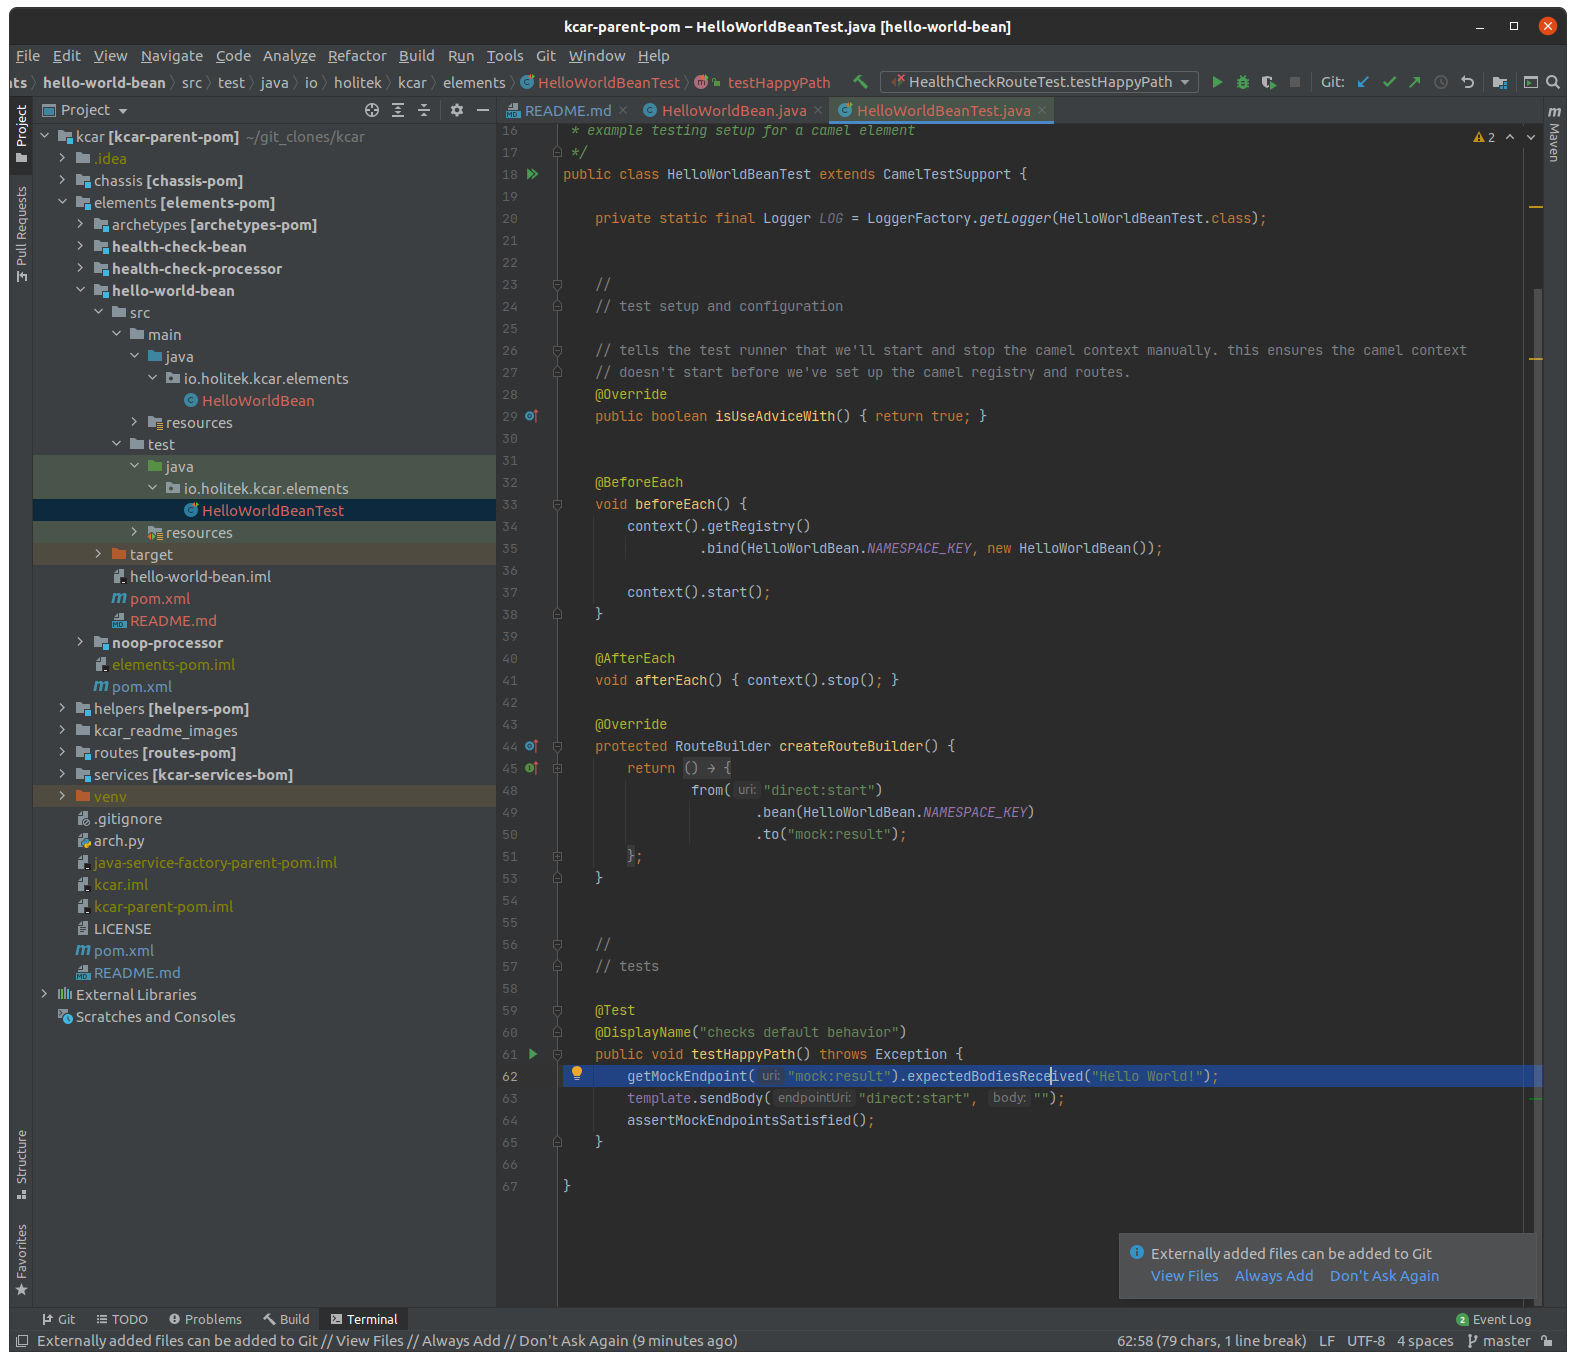 kcar-parent-pom – HelloWorldBeanTest.java [hello-world-bean]
File Edit View Navigate Code Analyze Refactor Build Run Tools Git Window Help
nts hello-world-bean src test java io holitek kcar elements HelloWorldBeanTest testHappyPath HealthCheckRouteTest.testHappyPath Git:
Project
README.md HelloWorldBean.java HelloWorldBeanTest.java
Project
Pull Requests
Structure
Favorites
kcar [kcar-parent-pom] ~/git_clones/kcar
.idea
chassis [chassis-pom]
elements [elements-pom]
archetypes [archetypes-pom]
health-check-bean
health-check-processor
hello-world-bean
src
main
java
io.holitek.kcar.elements
HelloWorldBean
resources
test
java
io.holitek.kcar.elements
HelloWorldBeanTest
resources
target
hello-world-bean.iml
pom.xml
README.md
noop-processor
elements-pom.iml
pom.xml
helpers [helpers-pom]
kcar_readme_images
routes [routes-pom]
services [kcar-services-bom]
venv
.gitignore
arch.py
java-service-factory-parent-pom.iml
kcar.iml
kcar-parent-pom.iml
LICENSE
pom.xml
README.md
External Libraries
Scratches and Consoles
16 * example testing setup for a camel element
17 */
18 public class HelloWorldBeanTest extends CamelTestSupport {
19
20 private static final Logger LOG = LoggerFactory.getLogger(HelloWorldBeanTest.class);
21
22
23 //
24 // test setup and configuration
25
26 // tells the test runner that we'll start and stop the camel context manually. this ensures the camel context
27 // doesn't start before we've set up the camel registry and routes.
28 @Override
29 public boolean isUseAdviceWith() { return true; }
30
31
32 @BeforeEach
33 void beforeEach() {
34 context().getRegistry()
35 .bind(HelloWorldBean.NAMESPACE_KEY, new HelloWorldBean());
36
37 context().start();
38 }
39
40 @AfterEach
41 void afterEach() { context().stop(); }
42
43 @Override
44 protected RouteBuilder createRouteBuilder() {
45 return () → {
48 from( uri: "direct:start")
49 .bean(HelloWorldBean.NAMESPACE_KEY)
50 .to("mock:result");
51 };
53 }
54
55
56 //
57 // tests
58
59 @Test
60 @DisplayName("checks default behavior")
61 public void testHappyPath() throws Exception {
62 getMockEndpoint( uri: "mock:result").expectedBodiesReceived("Hello World!");
63 template.sendBody( endpointUri: "direct:start", body: "");
64 assertMockEndpointsSatisfied();
65 }
66
67 }
2
m
Maven
Externally added files can be added to Git
View Files Always Add Don't Ask Again
Git TODO Problems Build Terminal 2 Event Log
Externally added files can be added to Git // View Files // Always Add // Don't Ask Again (9 minutes ago) 62:58 (79 chars, 1 line break) LF UTF-8 4 spaces master